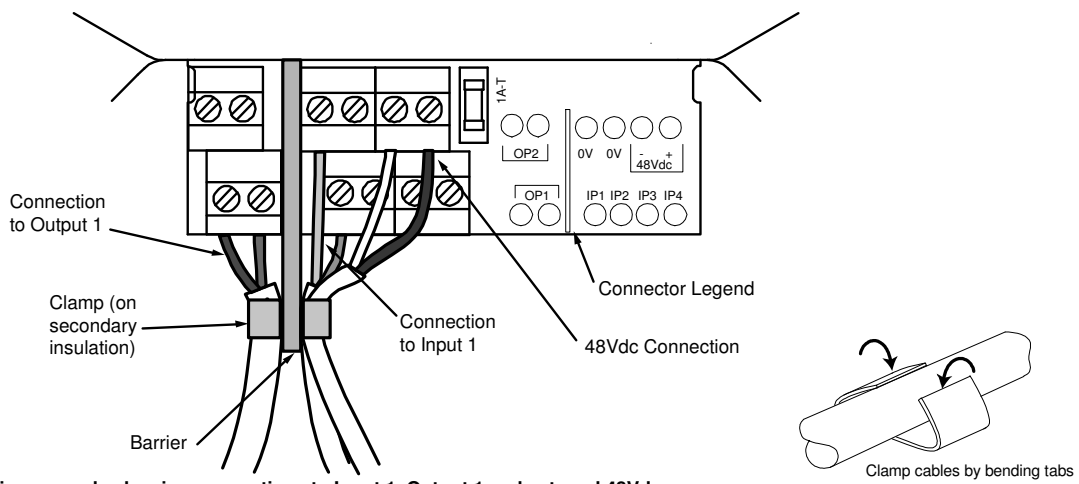 1A-T
OP2
0V 0V - +
48Vdc
OP1
IP1 IP2 IP3 IP4
Connection
to Output 1
Clamp (on
secondary
insulation)
Connection
to Input 1
Connector Legend
48Vdc Connection
Barrier
Clamp cables by bending tabs